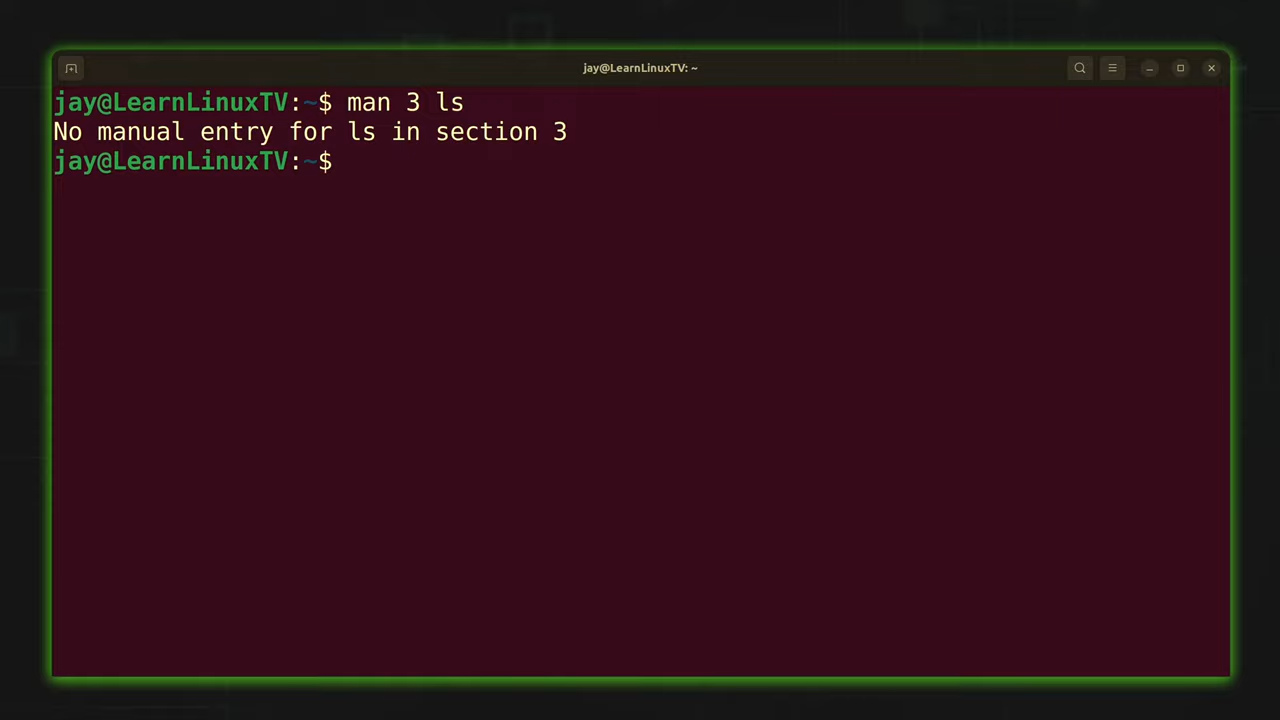 jay@LearnLinuxTV: ~
jay@LearnLinuxTV:~$ man 3 ls
No manual entry for ls in section 3
jay@LearnLinuxTV:~$